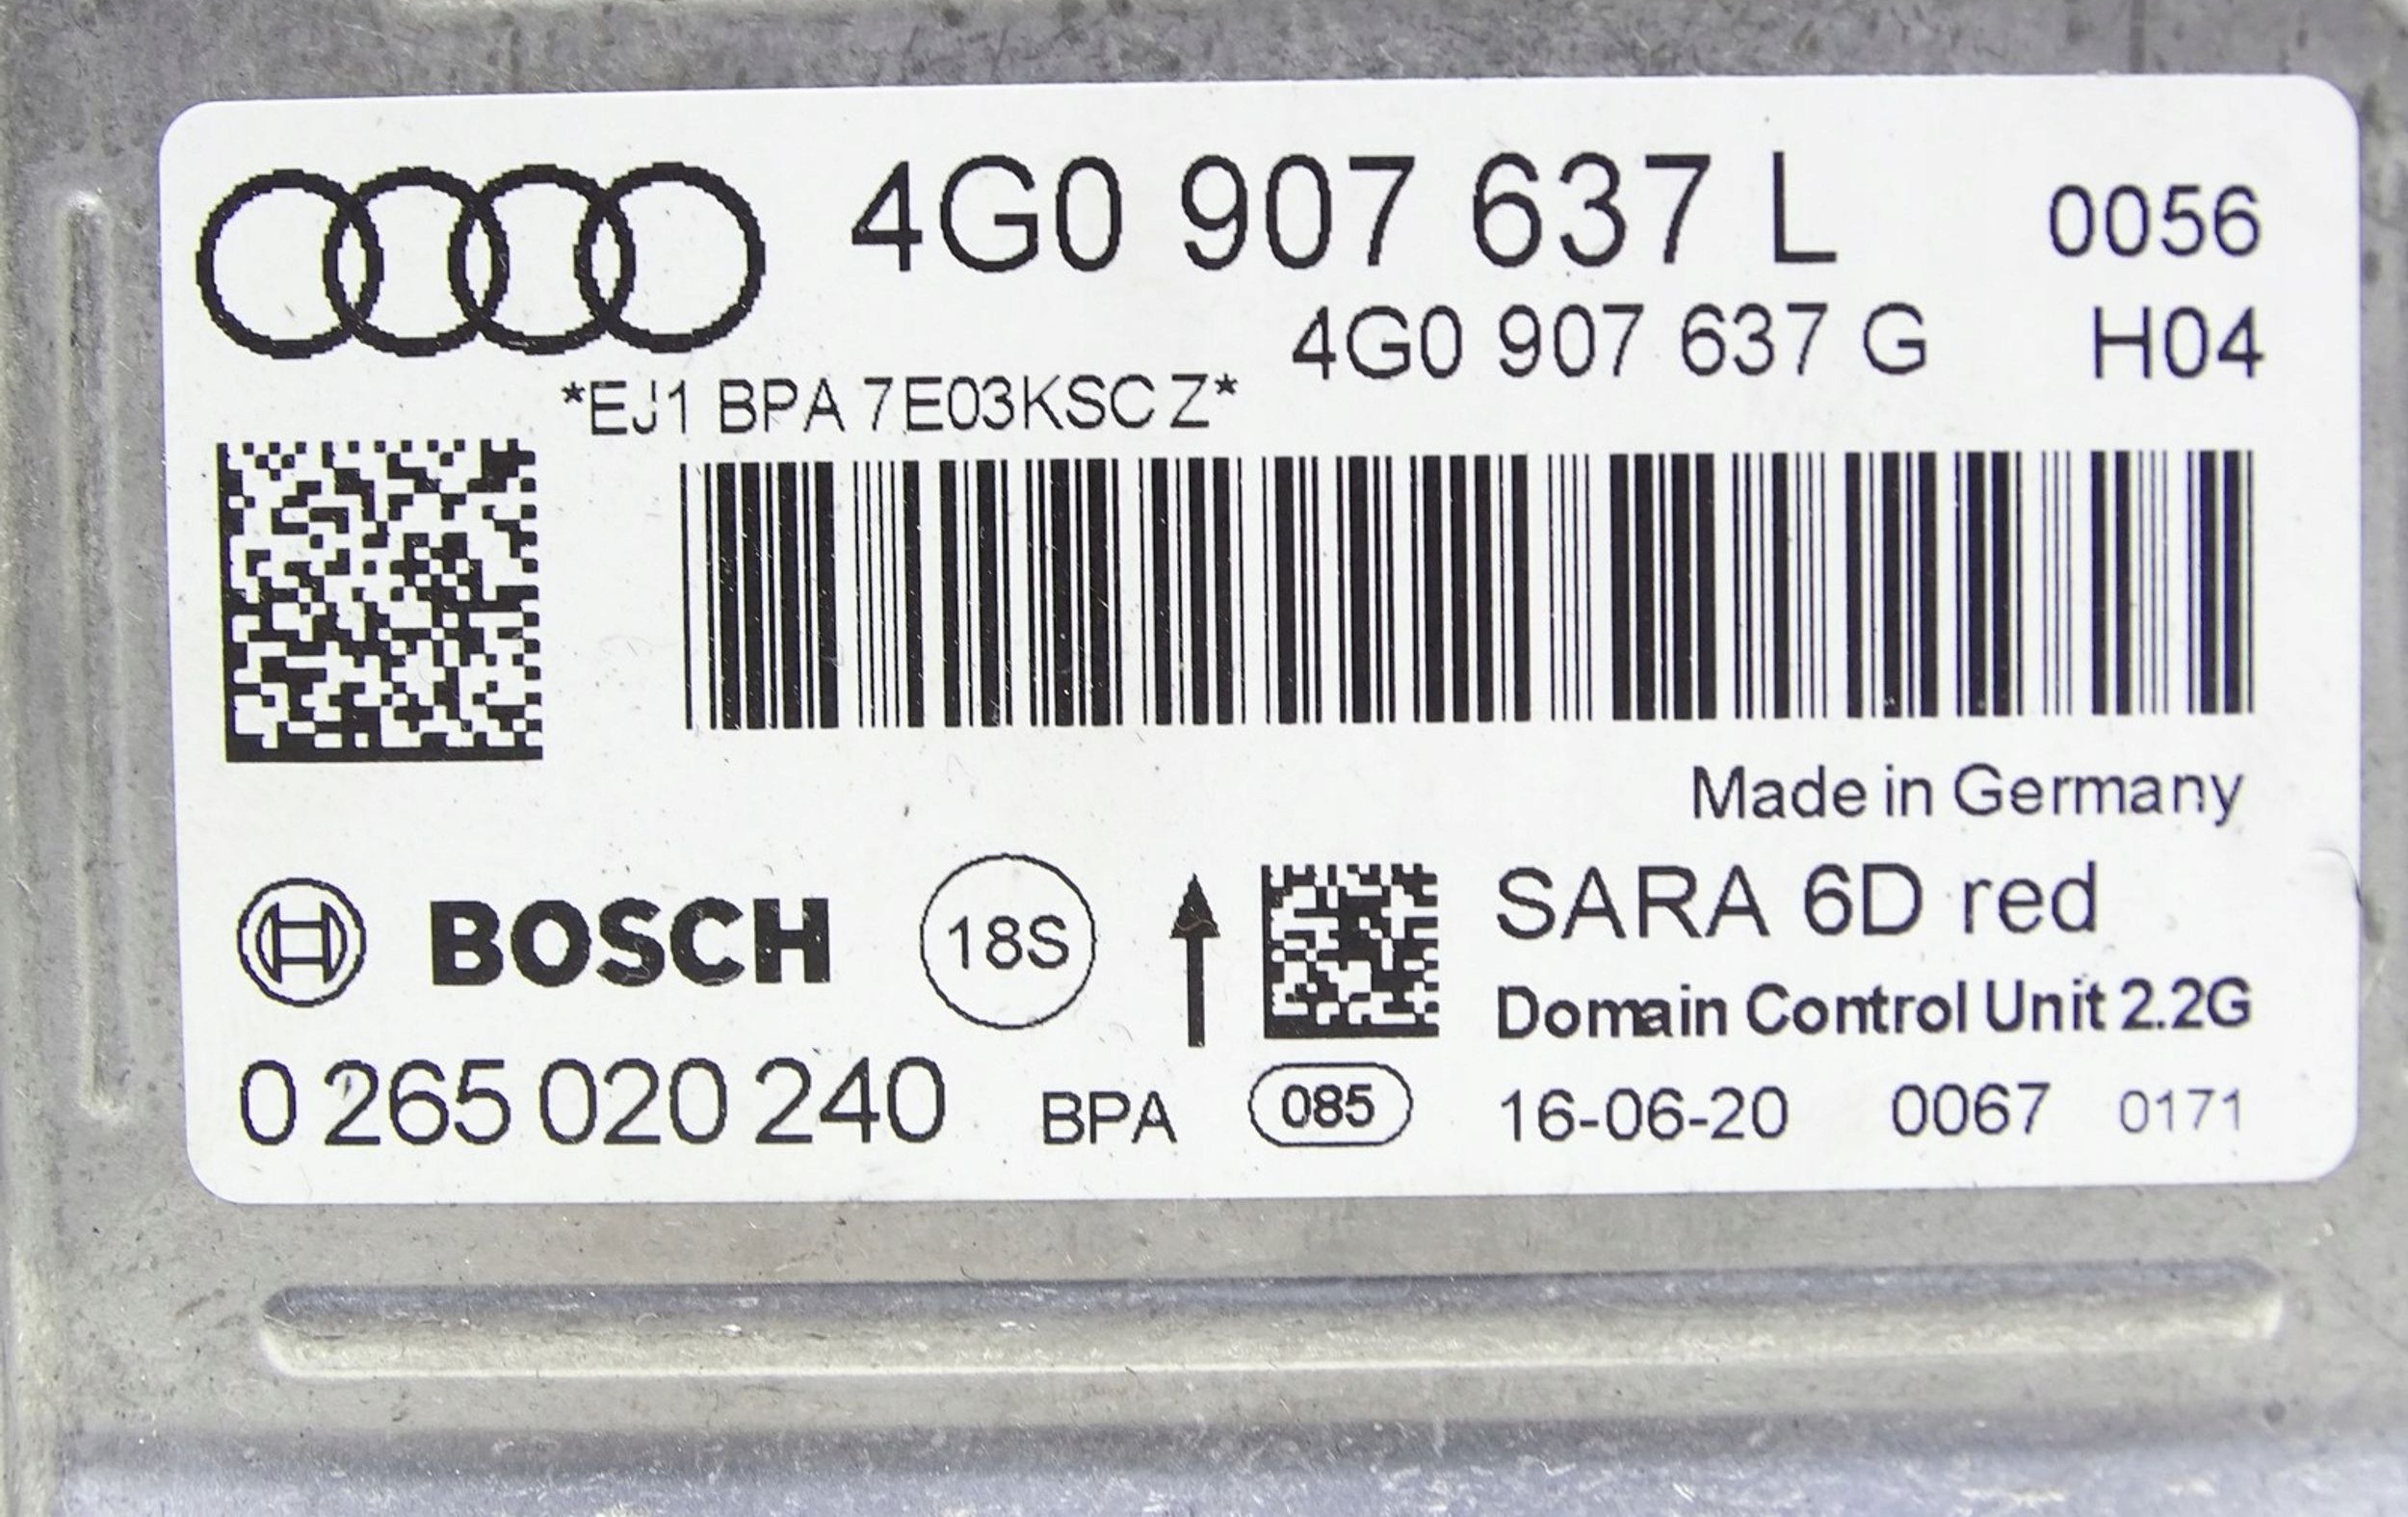 4G0 907 637 L 0056
4G0 907 637 G H04
*EJ1 BPA 7E03KSCZ*
Made in Germany
BOSCH 18S SARA 6D red
Domain Control Unit 2.2G
0 265 020 240 BPA 085 16-06-20 0067 0171